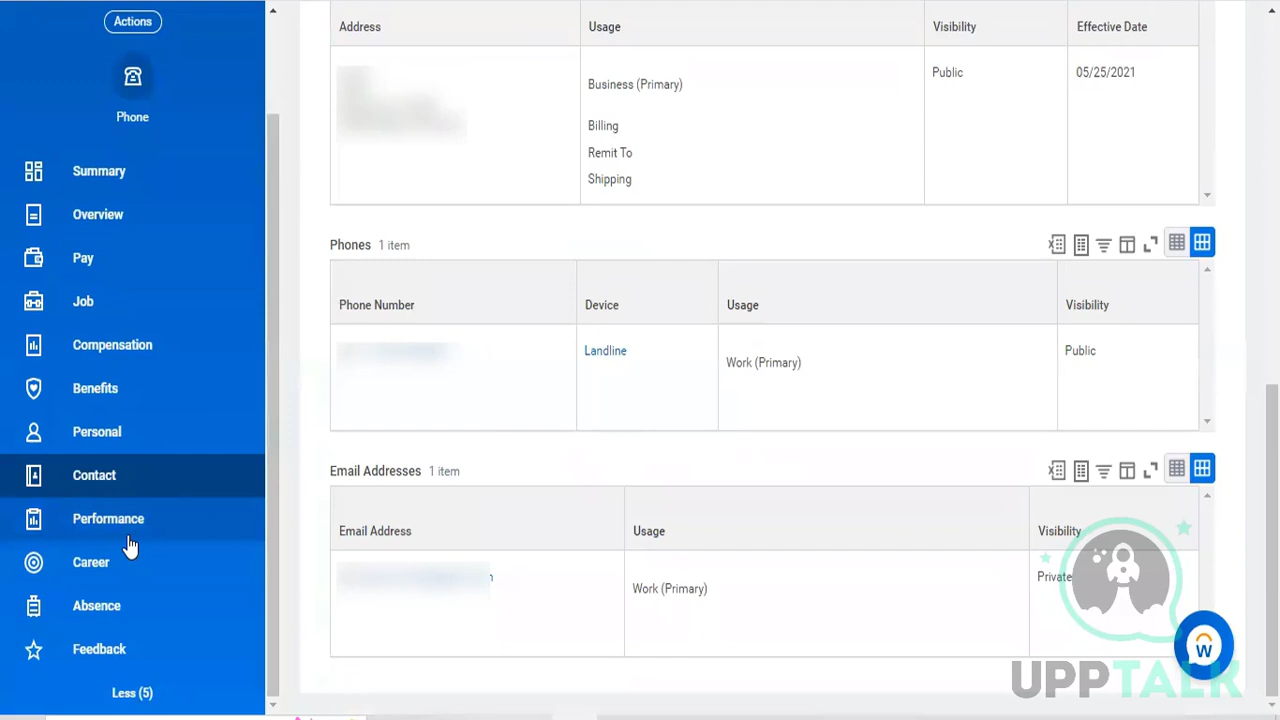 Actions
Phone
Summary
Overview
Pay
Job
Compensation
Benefits
Personal
Contact
Performance
Career
Absence
Feedback
Less (5)
Address Usage Visibility Effective Date
Business (Primary) Public 05/25/2021
Billing
Remit To
Shipping
Phones 1 item
Phone Number Device Usage Visibility
Landline Work (Primary) Public
Email Addresses 1 item
Email Address Usage Visibility
Work (Primary) Private
W
UPPTALK